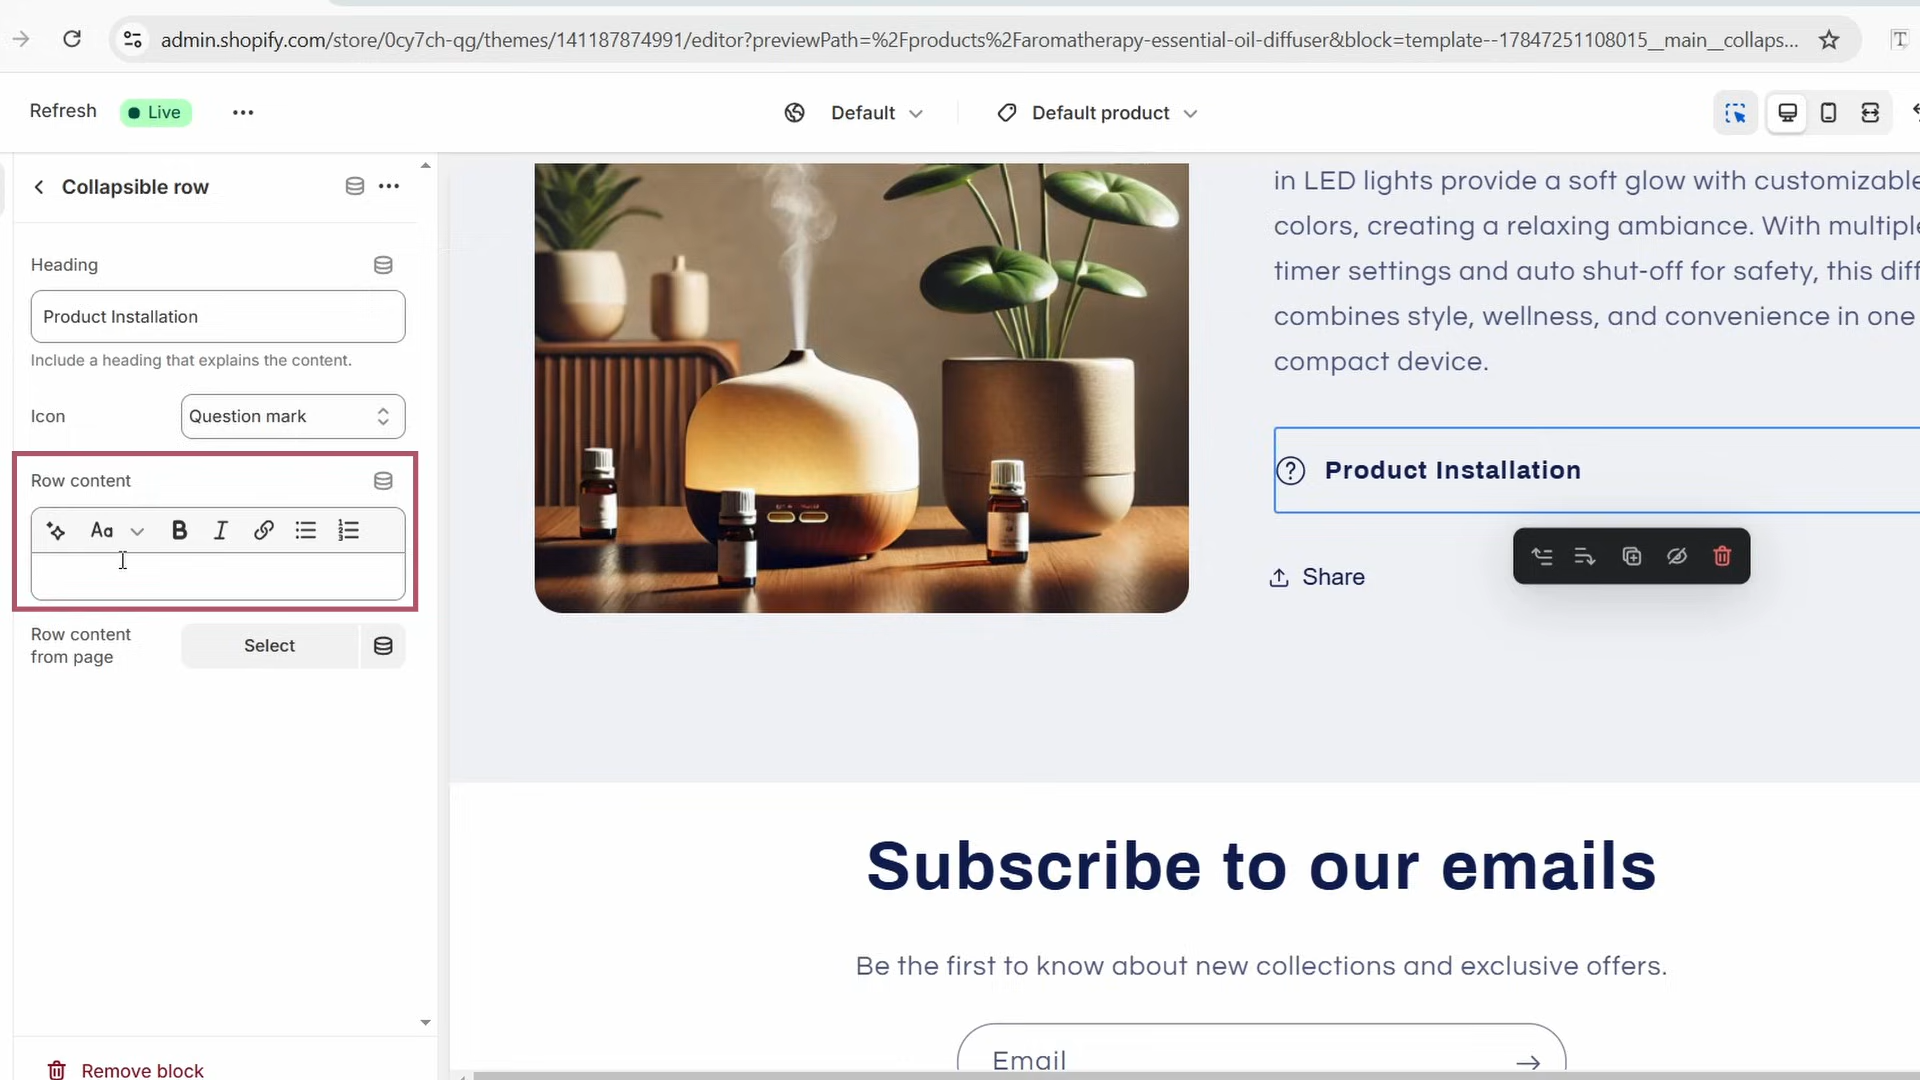 admin.shopify.com/store/0cy7ch-qg/themes/141187874991/editor?previewPath=%2Fproducts%2Faromatherapy-essential-oil-diffuser&block=template--17847251108015__main__collaps...
Refresh
Live
Default
Default product
Collapsible row
Heading
Product Installation
Include a heading that explains the content.
Icon
Question mark
Row content
Aa
Row content
from page
Select
Remove block
in LED lights provide a soft glow with customizable
colors, creating a relaxing ambiance. With multiple
timer settings and auto shut-off for safety, this diff
combines style, wellness, and convenience in one
compact device.
Product Installation
Share
Subscribe to our emails
Be the first to know about new collections and exclusive offers.
Email